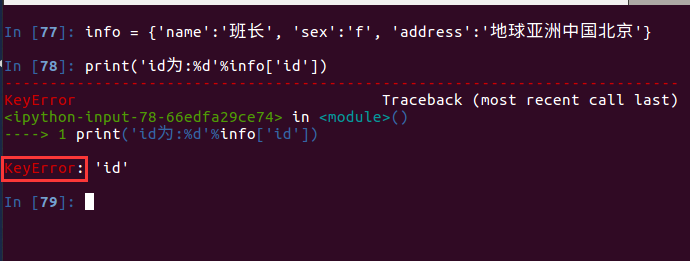 In [77]: info = {'name':'班长', 'sex':'f', 'address':'地球亚洲中国北京'}
In [78]: print('id为:%d'%info['id'])
---------------------------------------------------------------------------
KeyError                                  Traceback (most recent call last)
<ipython-input-78-66edfa29ce74> in <module>()
----> 1 print('id为:%d'%info['id'])
KeyError: 'id'
In [79]: